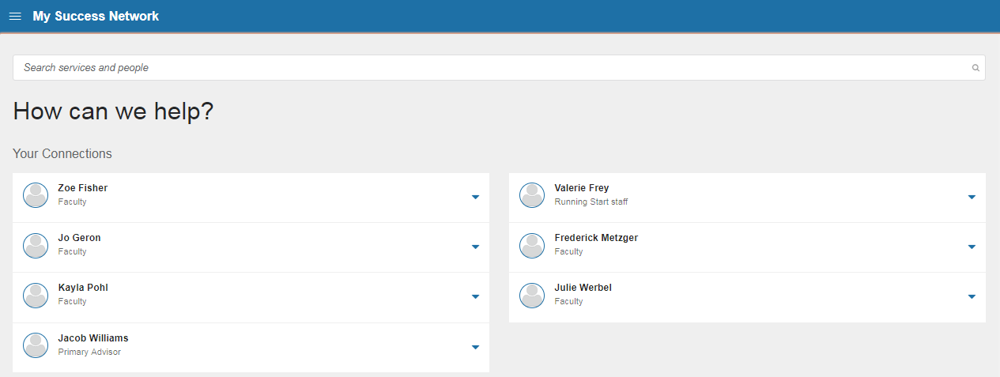 My Success Network
Search services and people
How can we help?
Your Connections
Zoe Fisher
Faculty
Jo Geron
Faculty
Kayla Pohl
Faculty
Jacob Williams
Primary Advisor
Valerie Frey
Running Start staff
Frederick Metzger
Faculty
Julie Werbel
Faculty